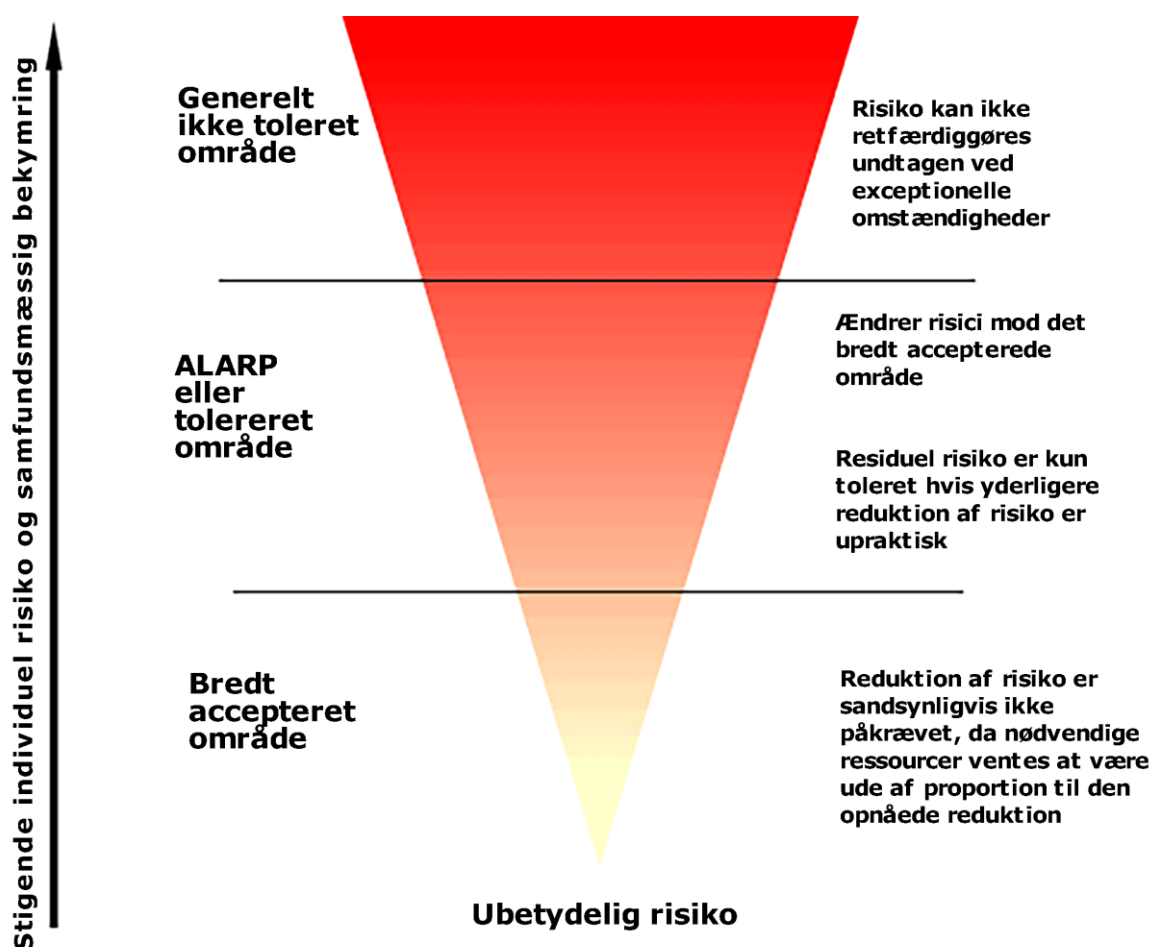 Stigende individuel risiko og samfundsmæssig bekymring
Generelt
ikke toleret
område
Risiko kan ikke
retfærdiggøres
undtagen ved
exceptionelle
omstændigheder
ALARP
eller
tolereret
område
Ændrer risici mod det
bredt accepterede
område
Residuel risiko er kun
toleret hvis yderligere
reduktion af risiko er
upraktisk
Bredt
accepteret
område
Reduktion af risiko er
sandsynligvis ikke
påkrævet, da nødvendige
ressourcer ventes at være
ude af proportion til den
opnåede reduktion
Ubetydelig risiko